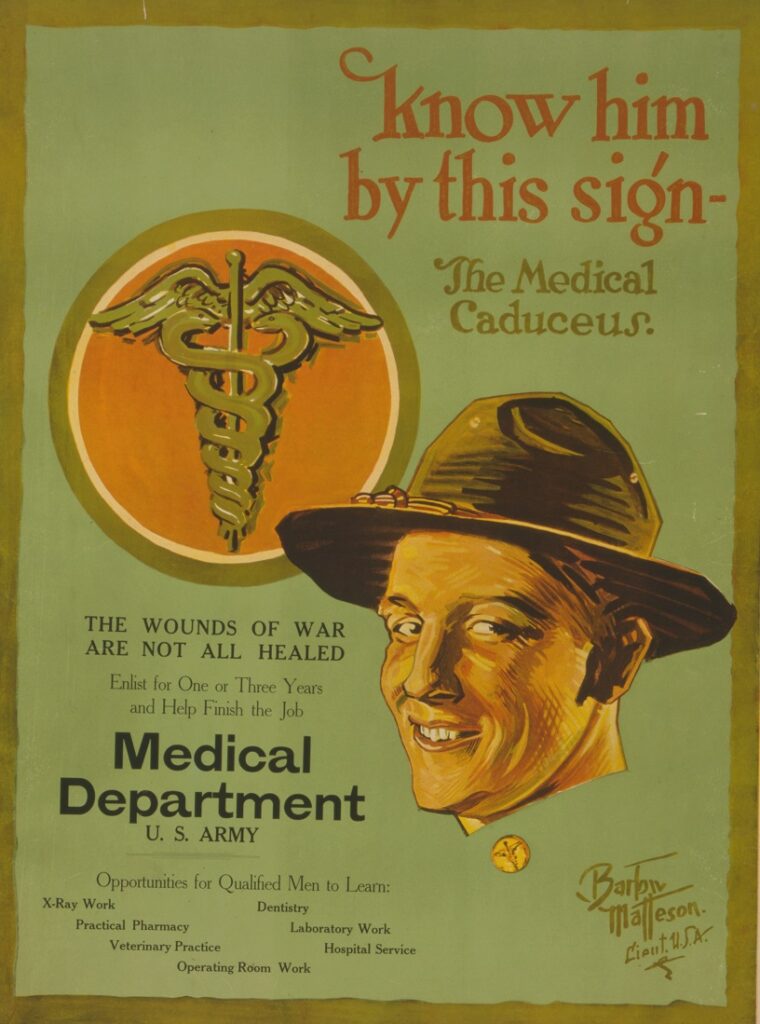 know him
by this sign-
The Medical
Caduceus.
THE WOUNDS OF WAR
ARE NOT ALL HEALED
Enlist for One or Three Years
and Help Finish the Job
Medical
Department
U. S. ARMY
Opportunities for Qualified Men to Learn:
X-Ray Work Dentistry
Practical Pharmacy Laboratory Work
Veterinary Practice Hospital Service
Operating Room Work
Barlow
Matteson.
Lieut. U.S.A.